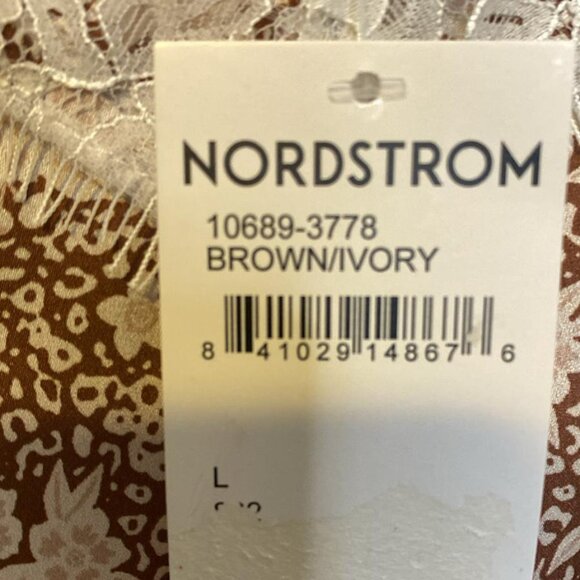 NORDSTROM
10689-3778
BROWN/IVORY
8 41029 14867 6
L